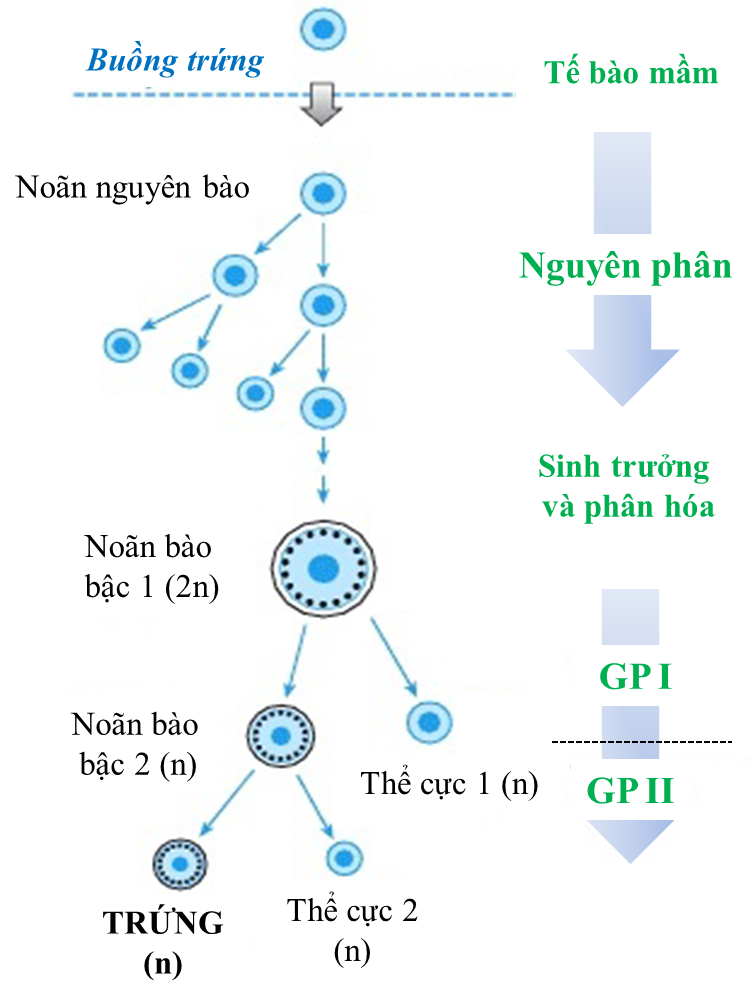 Buồng trứng
Tế bào mầm
Noãn nguyên bào
Nguyên phân
Sinh trưởng
và phân hóa
Noãn bào
bậc 1 (2n)
GP I
Noãn bào
bậc 2 (n)
Thể cực 1 (n)
GP II
TRỨNG
(n)
Thể cực 2
(n)